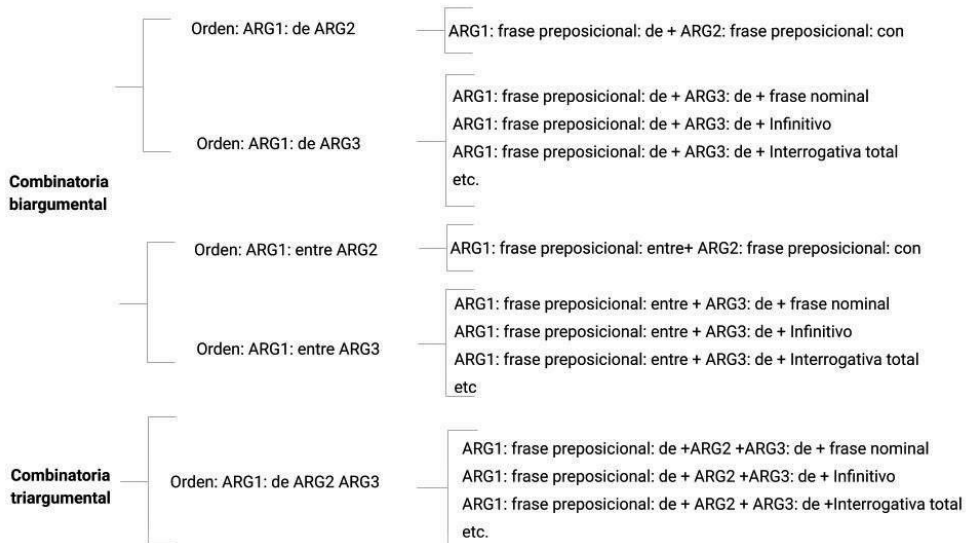 Orden: ARG1: de ARG2
ARG1: frase preposicional: de + ARG2: frase preposicional: con
Orden: ARG1: de ARG3
ARG1: frase preposicional: de + ARG3: de + frase nominal
ARG1: frase preposicional: de + ARG3: de + Infinitivo
ARG1: frase preposicional: de + ARG3: de + Interrogativa total
etc.
Combinatoria
biargumental
Orden: ARG1: entre ARG2
ARG1: frase preposicional: entre+ ARG2: frase preposicional: con
Orden: ARG1: entre ARG3
ARG1: frase preposicional: entre + ARG3: de + frase nominal
ARG1: frase preposicional: entre + ARG3: de + Infinitivo
ARG1: frase preposicional: entre + ARG3: de + Interrogativa total
etc
Combinatoria
triargumental
Orden: ARG1: de ARG2 ARG3
ARG1: frase preposicional: de +ARG2 +ARG3: de + frase nominal
ARG1: frase preposicional: de + ARG2 +ARG3: de + Infinitivo
ARG1: frase preposicional: de + ARG2 + ARG3: de +Interrogativa total
etc.